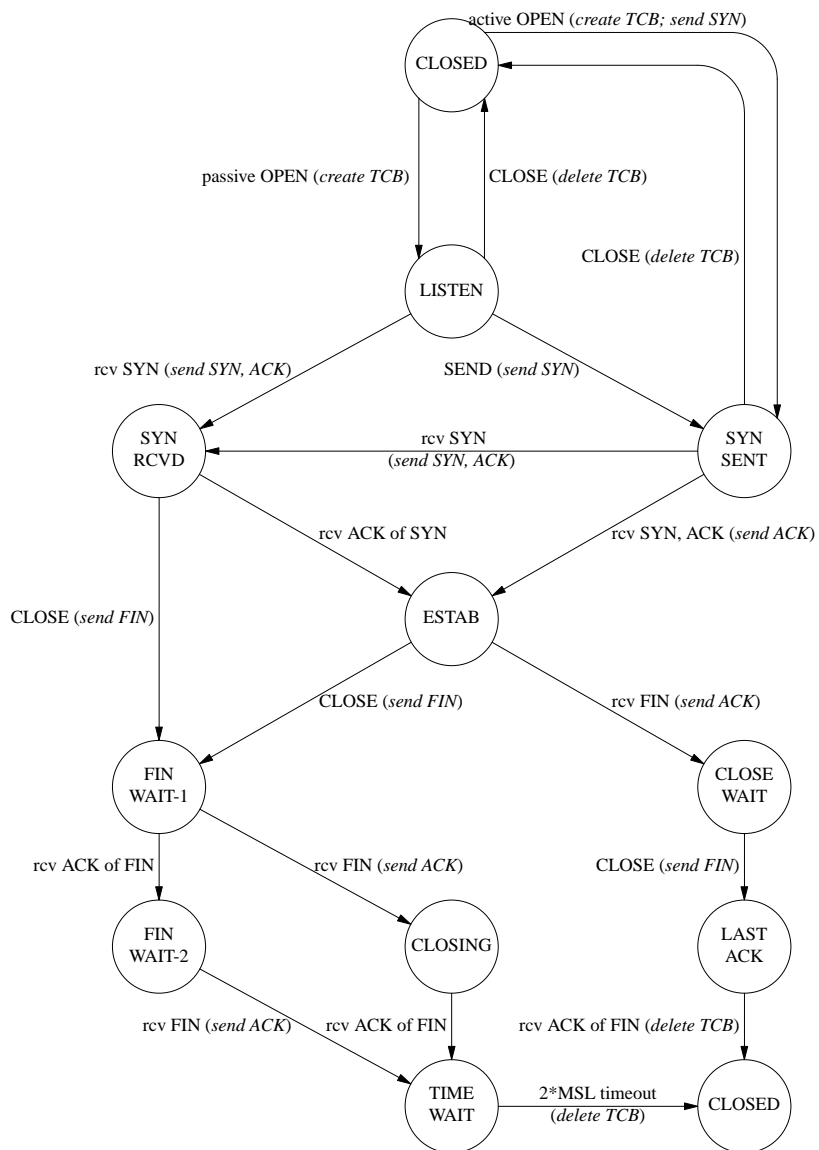 active OPEN (create TCB; send SYN)
CLOSED
passive OPEN (create TCB)
CLOSE (delete TCB)
CLOSE (delete TCB)
LISTEN
rcv SYN (send SYN, ACK)
SEND (send SYN)
SYN
RCVD
rcv SYN
(send SYN, ACK)
SYN
SENT
rcv ACK of SYN
rcv SYN, ACK (send ACK)
CLOSE (send FIN)
ESTAB
CLOSE (send FIN)
rcv FIN (send ACK)
FIN
WAIT-1
CLOSE
WAIT
rcv ACK of FIN
rcv FIN (send ACK)
CLOSE (send FIN)
FIN
WAIT-2
CLOSING
LAST
ACK
rcv FIN (send ACK)
rcv ACK of FIN
rcv ACK of FIN (delete TCB)
TIME
WAIT
2*MSL timeout
(delete TCB)
CLOSED